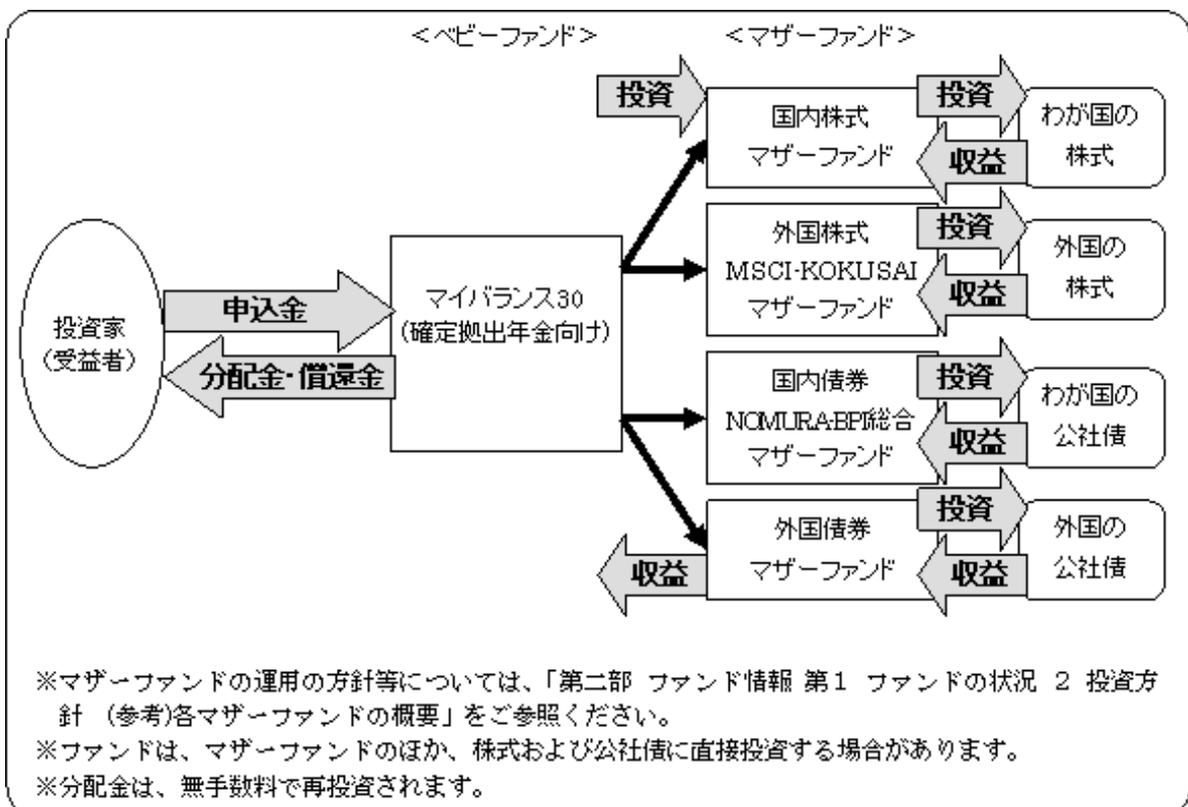 ＜ベビーファンド＞
＜マザーファンド＞
投資
国内株式
マザーファンド
投資
収益
わが国の
株式
外国株式
MSCI-KOKUSAI
マザーファンド
投資
収益
外国の
株式
投資家
（受益者）
申込金
分配金・償還金
マイバランス30
（確定拠出年金向け）
国内債券
NOMURA-BPI総合
マザーファンド
投資
収益
わが国の
公社債
外国債券
マザーファンド
収益
投資
収益
外国の
公社債
※マザーファンドの運用の方針等については、「第二部 ファンド情報 第1 ファンドの状況 2 投資方
針 (参考)各マザーファンドの概要」をご参照ください。
※ファンドは、マザーファンドのほか、株式および公社債に直接投資する場合があります。
※分配金は、無手数料で再投資されます。